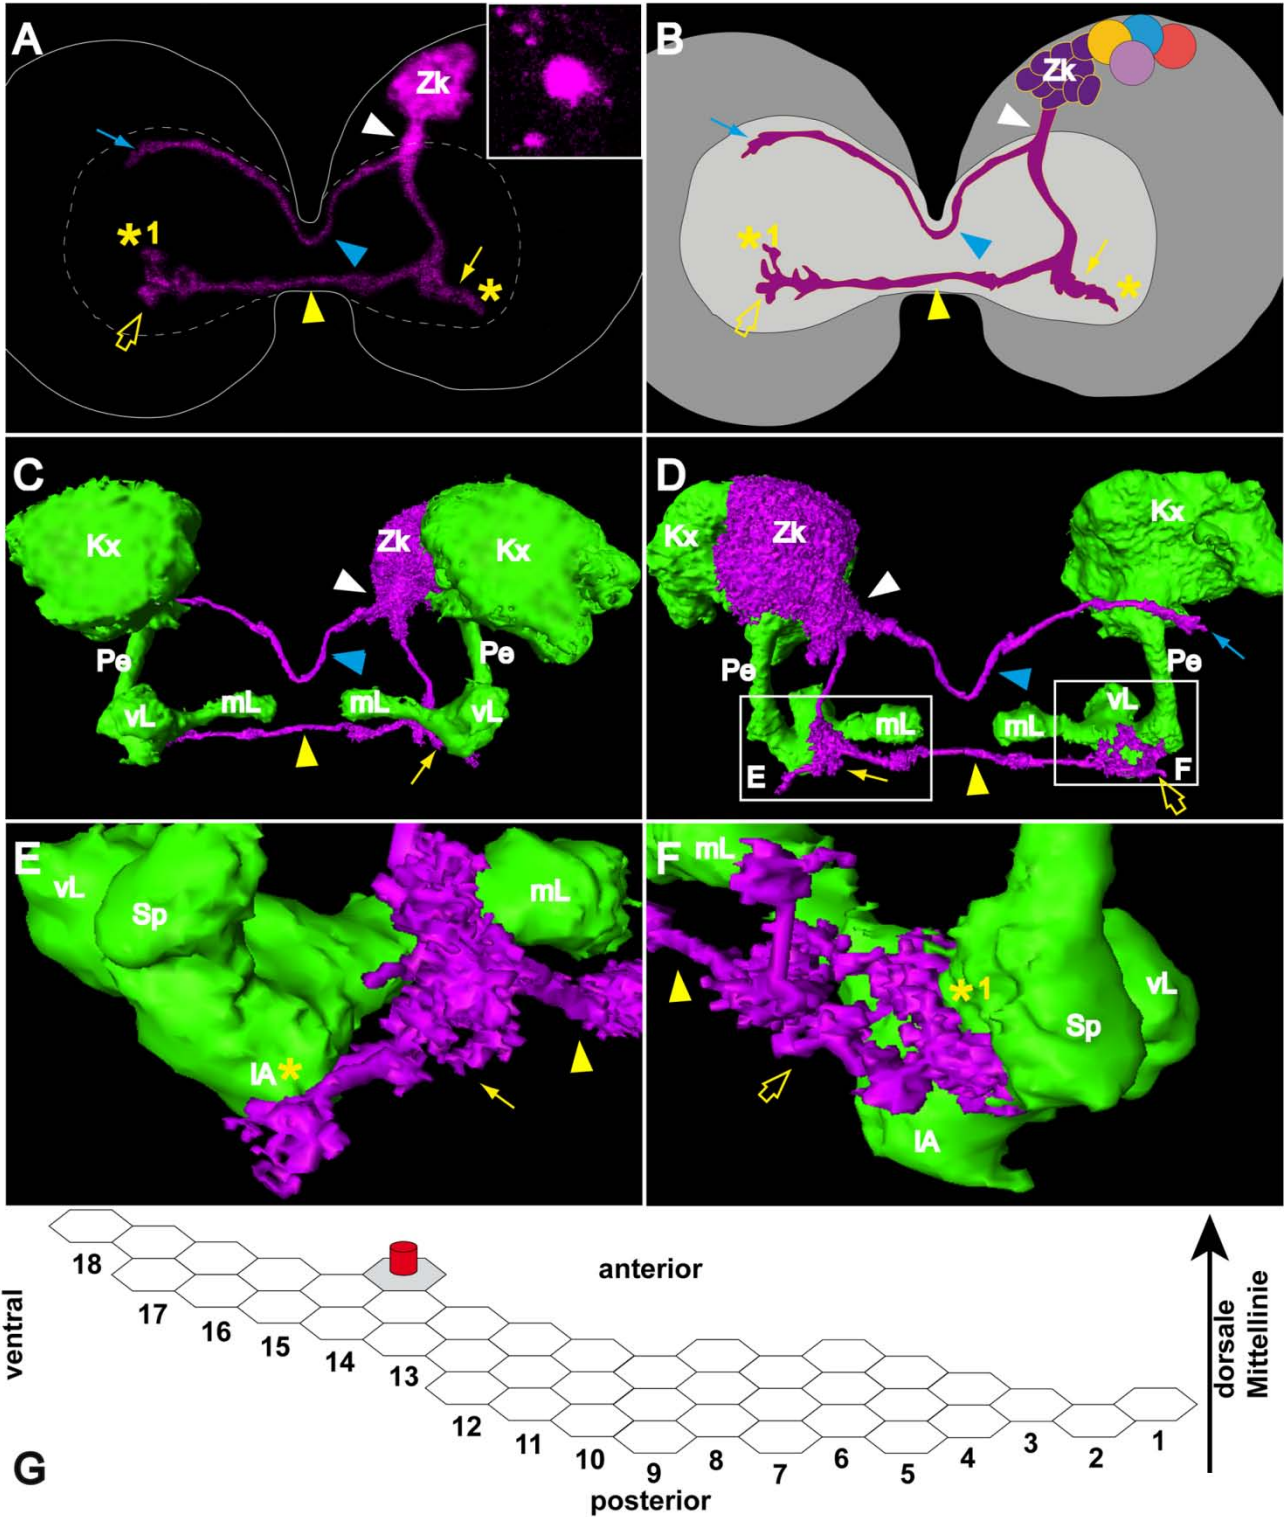 A
Zk
* 1
*
B
Zk
* 1
*
C
Kx
Zk
Kx
Pe
Pe
vL
mL
mL
vL
D
Kx
Zk
Kx
Pe
Pe
mL
mL
vL
E
F
E
vL
Sp
mL
IA *
F
mL
* 1
Sp
vL
IA
G
ventral
anterior
dorsale
Mittellinie
posterior
18
17
16
15
14
13
12
11
10
9
8
7
6
5
4
3
2
1